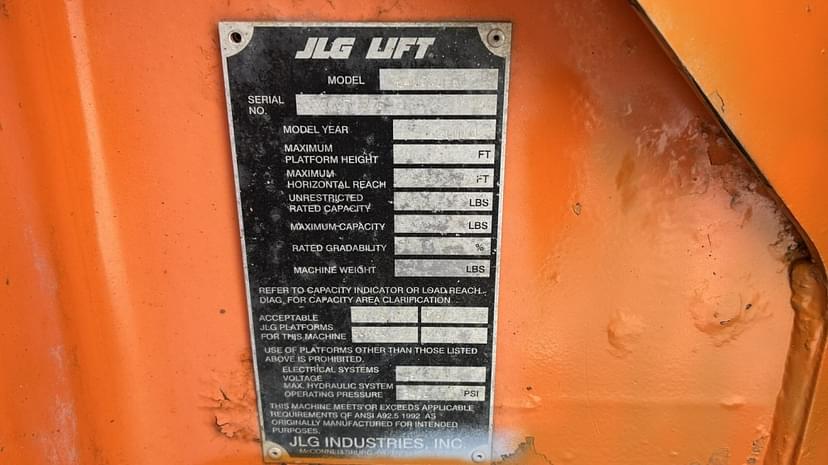 JLG LIFT
MODEL
SERIAL
NO.
MODEL YEAR
MAXIMUM
PLATFORM HEIGHT FT
MAXIMUM
HORIZONTAL REACH FT
UNRESTRICTED
RATED CAPACITY LBS
MAXIMUM CAPACITY LBS
RATED GRADABILITY %
MACHINE WEIGHT LBS
REFER TO CAPACITY INDICATOR OR LOAD REACH
DIAG. FOR CAPACITY AREA CLARIFICATION
ACCEPTABLE
JLG PLATFORMS
FOR THIS MACHINE
USE OF PLATFORMS OTHER THAN THOSE LISTED
ABOVE IS PROHIBITED.
ELECTRICAL SYSTEMS
VOLTAGE
MAX. HYDRAULIC SYSTEM
OPERATING PRESSURE PSI
THIS MACHINE MEETS OR EXCEEDS APPLICABLE
REQUIREMENTS OF ANSI A92.5 1992 AS
ORIGINALLY MANUFACTURED FOR INTENDED
PURPOSES.
JLG INDUSTRIES, INC.
McCONNELLSBURG,